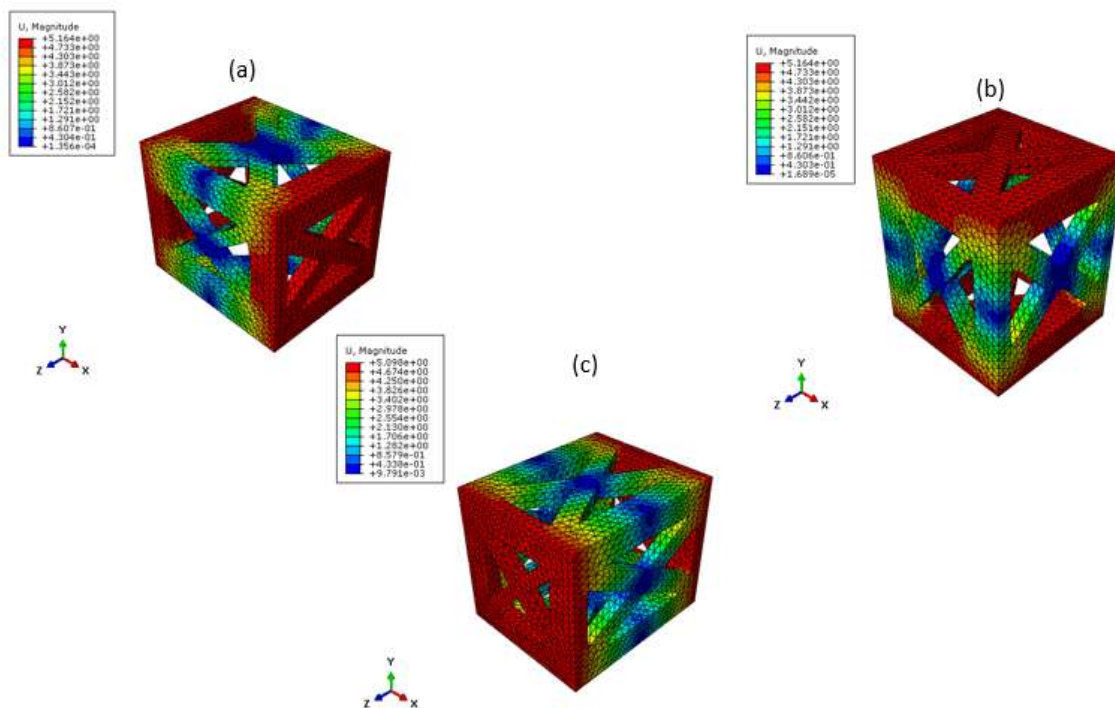 U, Magnitude
+5.164e+00
+4.733e+00
+4.303e+00
+3.873e+00
+3.443e+00
+3.012e+00
+2.582e+00
+2.152e+00
+1.721e+00
+1.291e+00
+8.607e-01
+4.304e-01
+1.356e-04
(a)
Y
Z
X
U, Magnitude
+5.164e+00
+4.733e+00
+4.303e+00
+3.873e+00
+3.442e+00
+3.012e+00
+2.582e+00
+2.151e+00
+1.721e+00
+1.291e+00
+8.606e-01
+4.303e-01
+1.689e-05
(b)
Y
Z
X
U, Magnitude
+5.098e+00
+4.674e+00
+4.250e+00
+3.826e+00
+3.402e+00
+2.978e+00
+2.554e+00
+2.130e+00
+1.706e+00
+1.282e+00
+8.579e-01
+4.338e-01
+9.791e-03
(c)
Y
Z
X